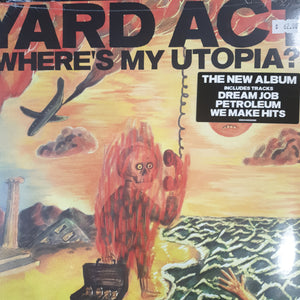 YARD ACT
WHERE'S MY UTOPIA?
THE NEW ALBUM
INCLUDES TRACKS
DREAM JOB
PETROLEUM
WE MAKE HITS